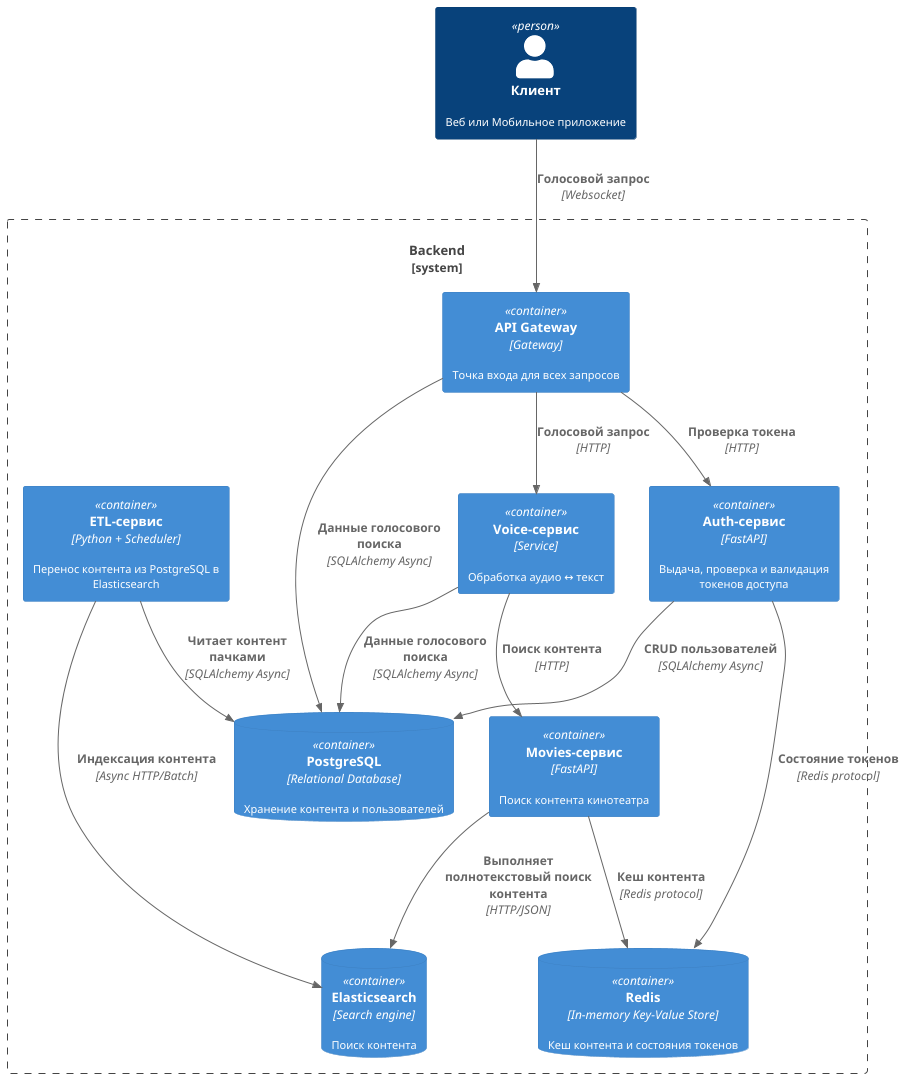 «person»
Клиент
Веб или Мобильное приложение
Голосовой запрос
[Websocket]
Backend
[system]
«container»
API Gateway
[Gateway]
Точка входа для всех запросов
Голосовой запрос
[HTTP]
Проверка токена
[HTTP]
«container»
ETL-сервис
[Python + Scheduler]
Перенос контента из PostgreSQL в
Elasticsearch
Данные голосового
поиска
[SQLAlchemy Async]
«container»
Voice-сервис
[Service]
Обработка аудио ↔ текст
«container»
Auth-сервис
[FastAPI]
Выдача, проверка и валидация
токенов доступа
Читает контент
пачками
[SQLAlchemy Async]
Данные голосового
поиска
[SQLAlchemy Async]
Поиск контента
[HTTP]
CRUD пользователей
[SQLAlchemy Async]
Индексация контента
[Async HTTP/Batch]
«container»
PostgreSQL
[Relational Database]
Хранение контента и пользователей
«container»
Movies-сервис
[FastAPI]
Поиск контента кинотеатра
Состояние токенов
[Redis protocol]
Выполняет
полнотекстовый поиск
контента
[HTTP/JSON]
Кеш контента
[Redis protocol]
«container»
Elasticsearch
[Search engine]
Поиск контента
«container»
Redis
[In-memory Key-Value Store]
Кеш контента и состояния токенов